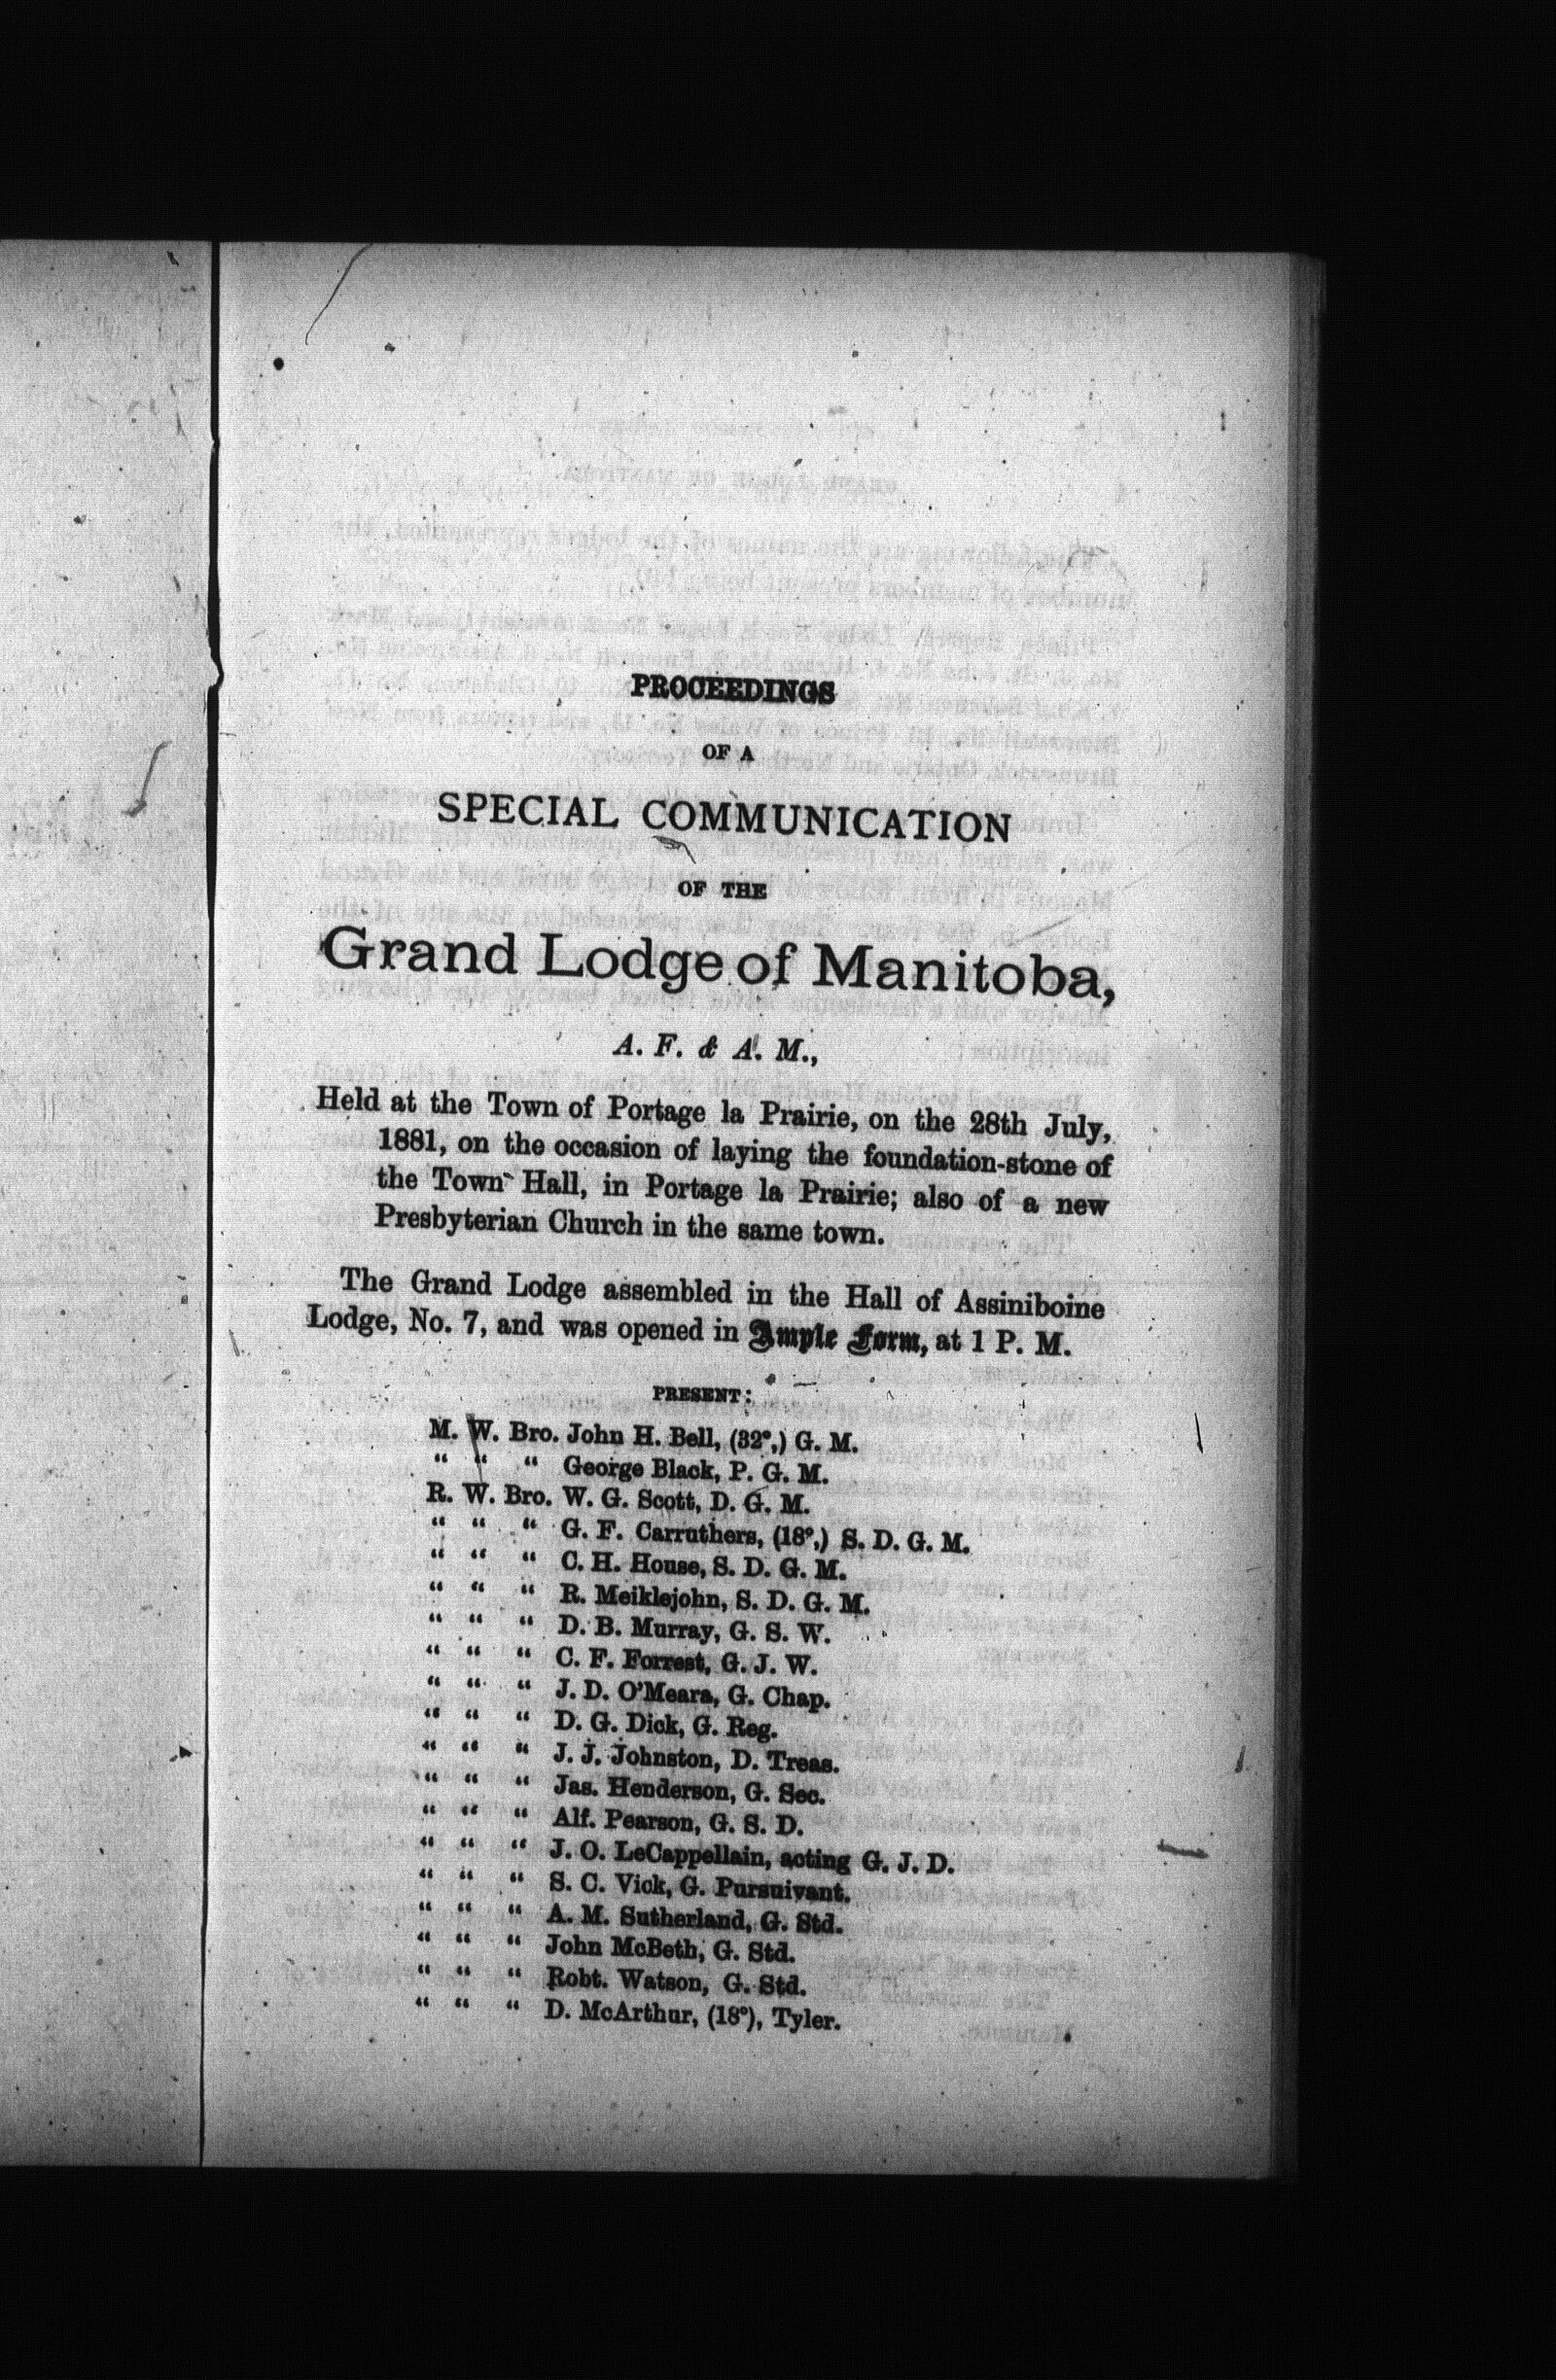 PROCEEDINGS
OF A
SPECIAL COMMUNICATION
OF THE
Grand Lodge of Manitoba,
A. F. & A. M.,
Held at the Town of Portage la Prairie, on the 28th July,
1881, on the occasion of laying the foundation-stone of
the Town Hall, in Portage la Prairie; also of a new
Presbyterian Church in the same town.
The Grand Lodge assembled in the Hall of Assiniboine
Lodge, No. 7, and was opened in Ample Form, at 1 P. M.
PRESENT:
M. W. Bro. John H. Bell, (32°,) G. M.
“ “ “ George Black, P. G. M.
R. W. Bro. W. G. Scott, D. G. M.
“ “ “ G. F. Carruthers, (18°,) S. D. G. M.
“ “ “ C. H. House, S. D. G. M.
“ “ “ R. Meiklejohn, S. D. G. M.
“ “ “ D. B. Murray, G. S. W.
“ “ “ C. F. Forrest, G. J. W.
“ “ “ J. D. O’Meara, G. Chap.
“ “ “ D. G. Dick, G. Reg.
“ “ “ J. J. Johnston, D. Treas.
“ “ “ Jas. Henderson, G. Sec.
“ “ “ Alf. Pearson, G. S. D.
“ “ “ J. O. LeCappellain, acting G. J. D.
“ “ “ S. C. Vick, G. Pursuivant.
“ “ “ A. M. Sutherland, G. Std.
“ “ “ John McBeth, G. Std.
“ “ “ Robt. Watson, G. Std.
“ “ “ D. McArthur, (18°), Tyler.